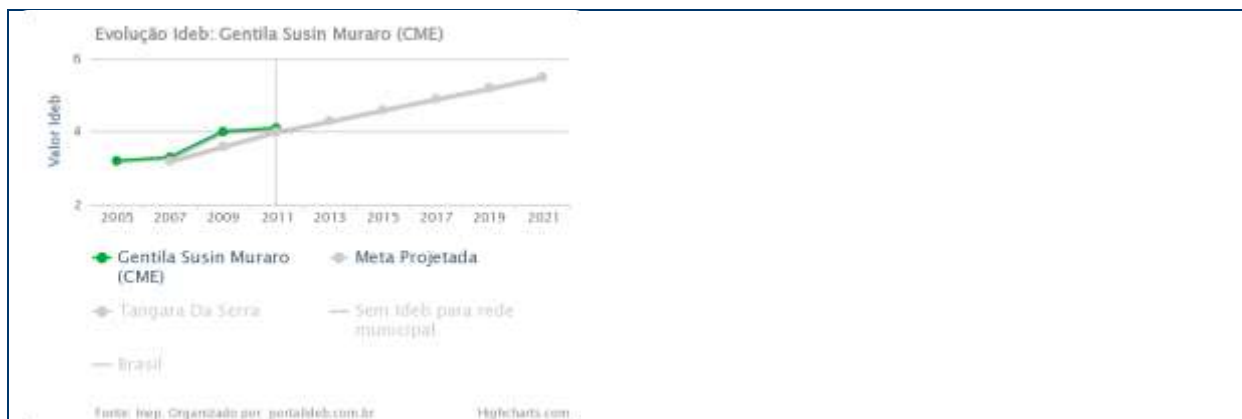 Evolução Ideb: Gentila Susin Muraro (CME)
6
Valor Ideb
4
2
2005 2007 2009 2011 2013 2015 2017 2019 2021
Gentila Susin Muraro (CME)
Meta Projetada
Tangara Da Serra
Sem Ideb para rede municipal
Brasil
Fonte: Inep. Organizado por portalideb.com.br
Highcharts.com